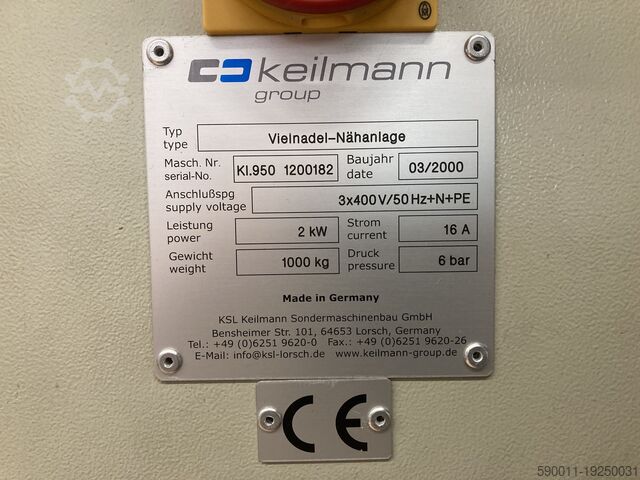 keilmann
group
Typ
type
Vielnadel-Nähanlage
Masch. Nr.
serial-No.
Kl.950 1200182
Baujahr
date
03/2000
Anschlußspg
supply voltage
3x400V/50Hz+N+PE
Leistung
power
2 kW
Strom
current
16 A
Gewicht
weight
1000 kg
Druck
pressure
6 bar
Made in Germany
KSL Keilmann Sondermaschinenbau GmbH
Bensheimer Str. 101, 64653 Lorsch, Germany
Tel.: +49 (0)6251 9620-0 Fax.: +49 (0)6251 9620-26
E-Mail: info@ksl-lorsch.de www.keilmann-group.de
CE
590011-19250031